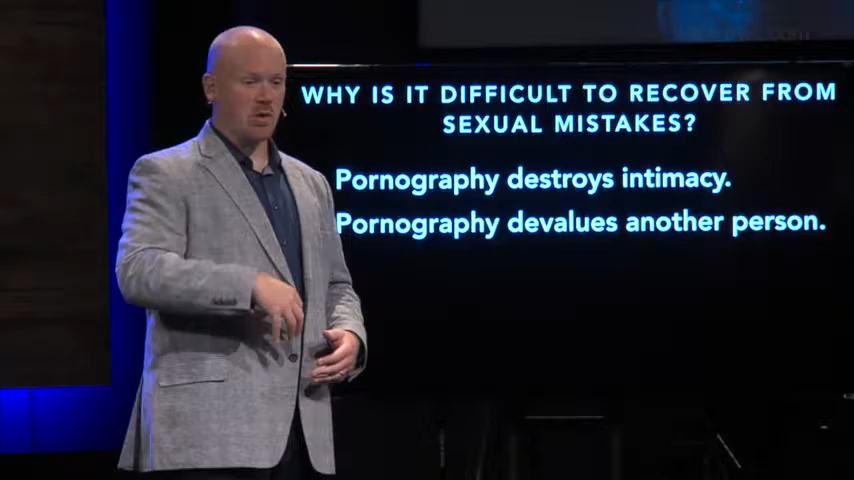 WHY IS IT DIFFICULT TO RECOVER FROM
SEXUAL MISTAKES?
Pornography destroys intimacy.
Pornography devalues another person.